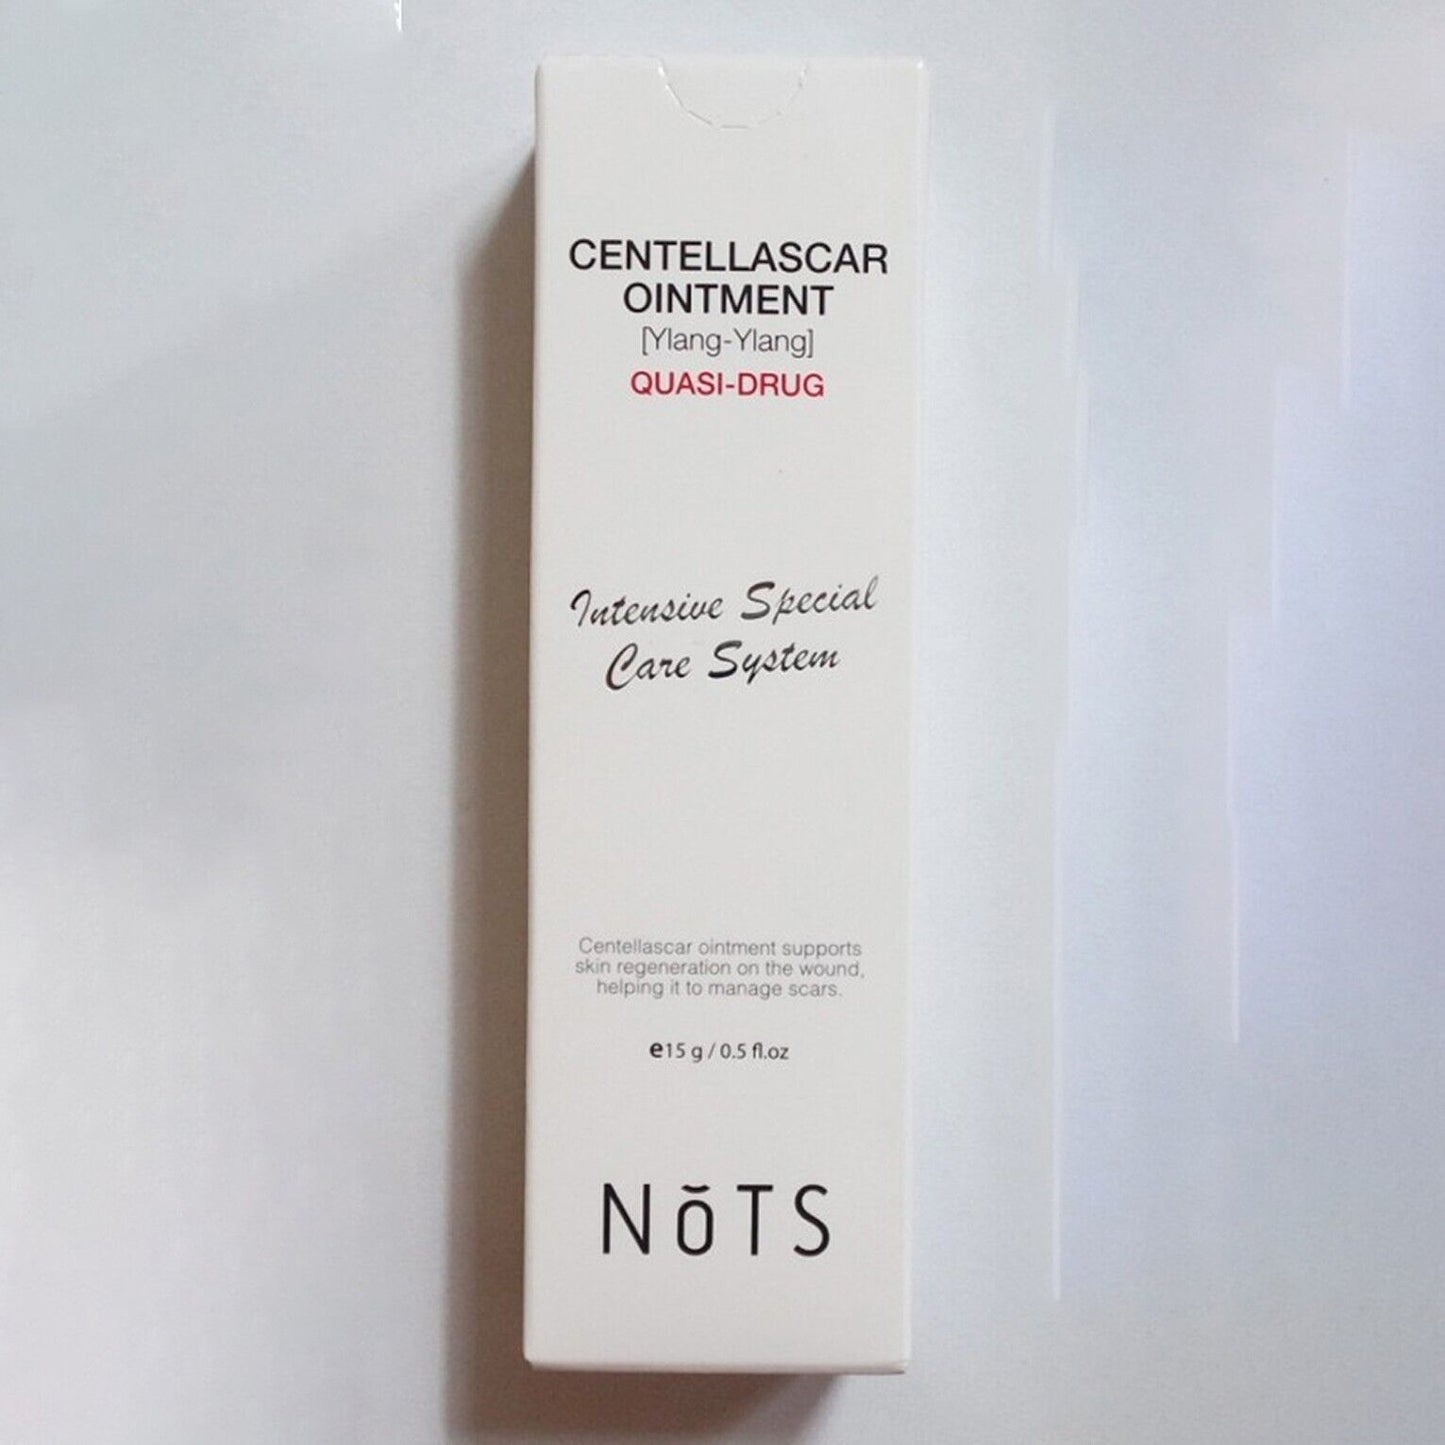 CENTELLASCAR
OINTMENT
[Ylang-Ylang]
QUASI-DRUG
Intensive Special
Care System
Centellascar ointment supports
skin regeneration on the wound,
helping it to manage scars.
℮15 g / 0.5 fl.oz
NŏTS